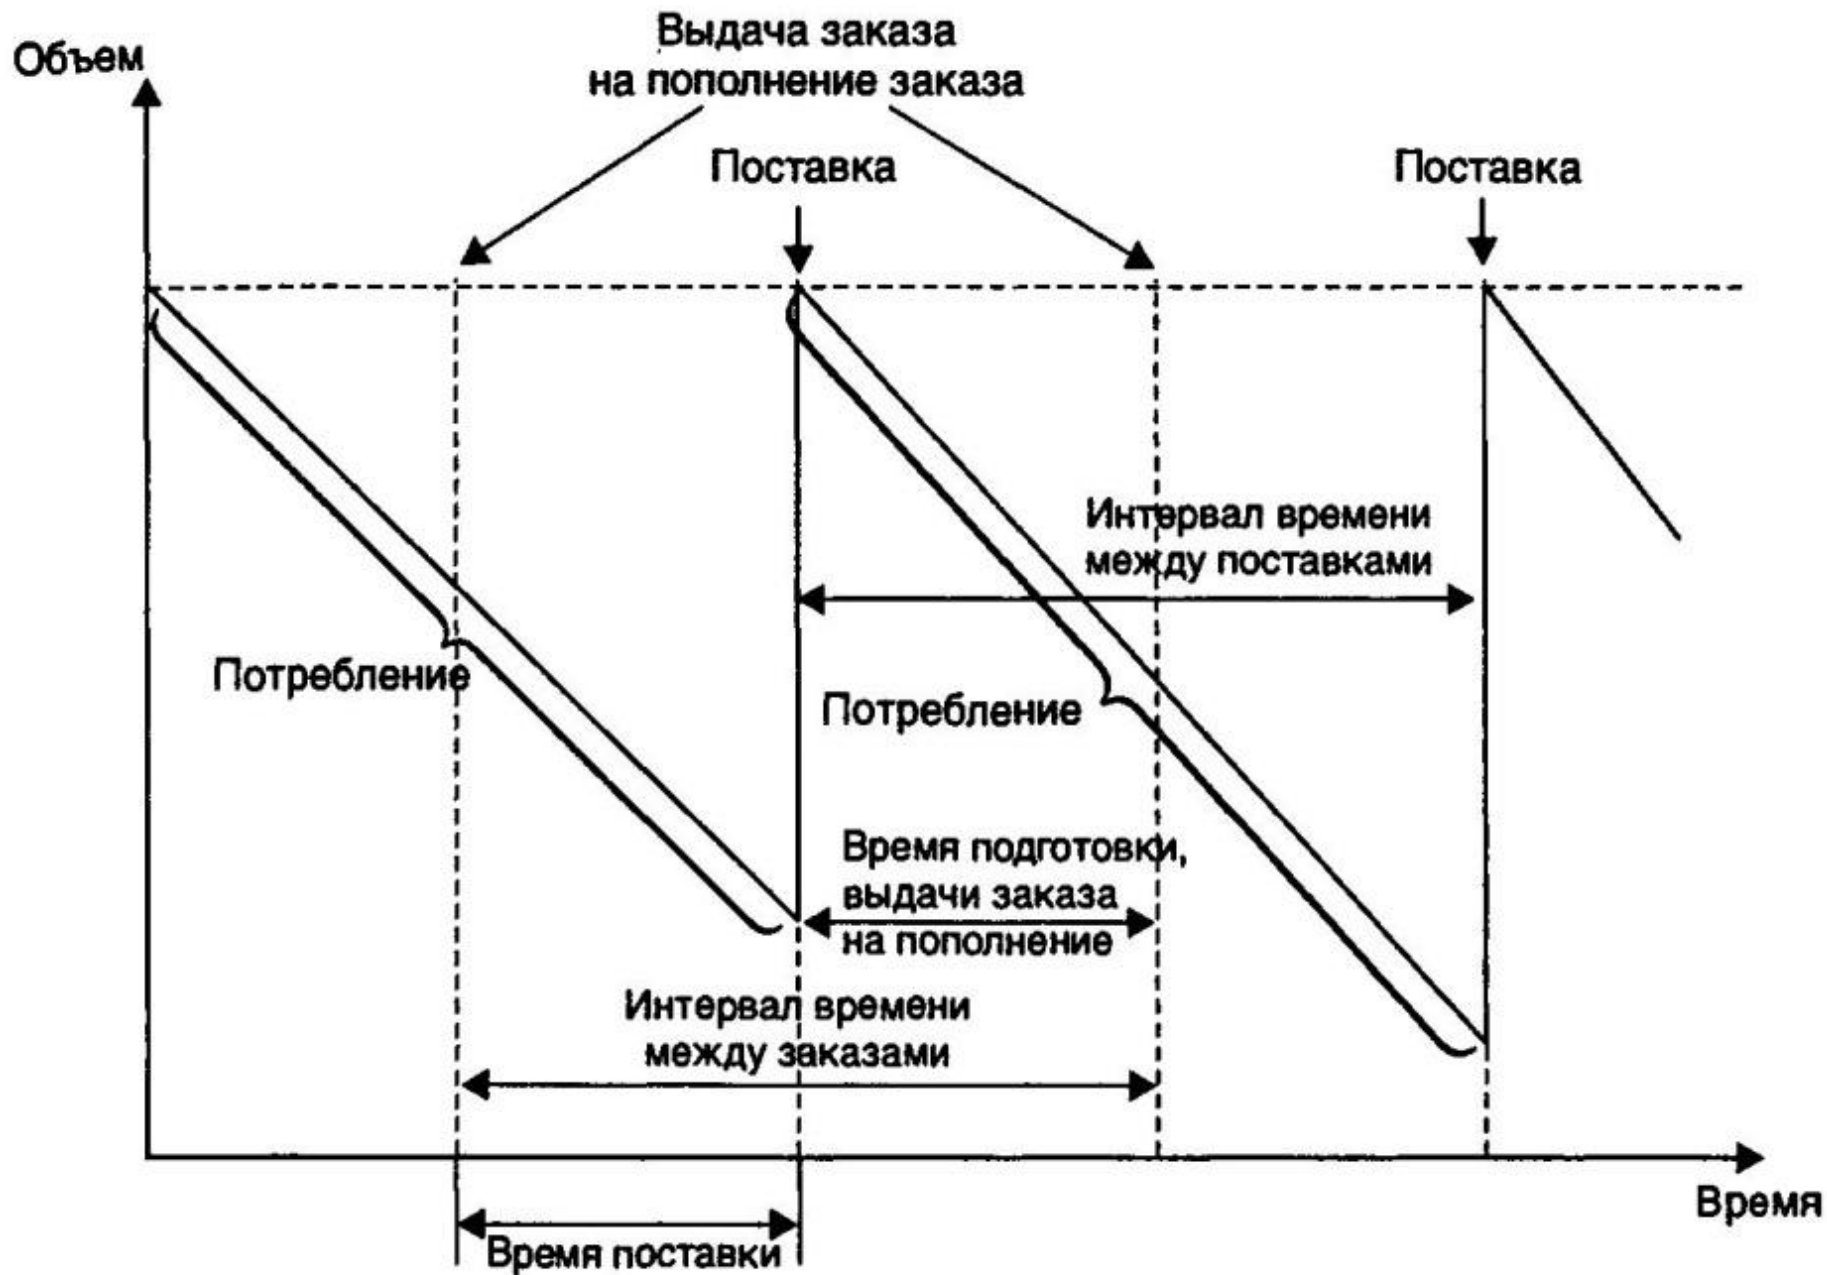 Объем
Выдача заказа
на пополнение заказа
Поставка
Поставка
Интервал времени
между поставками
Потребление
Потребление
Время подготовки,
выдачи заказа
на пополнение
Интервал времени
между заказами
Время
Время поставки